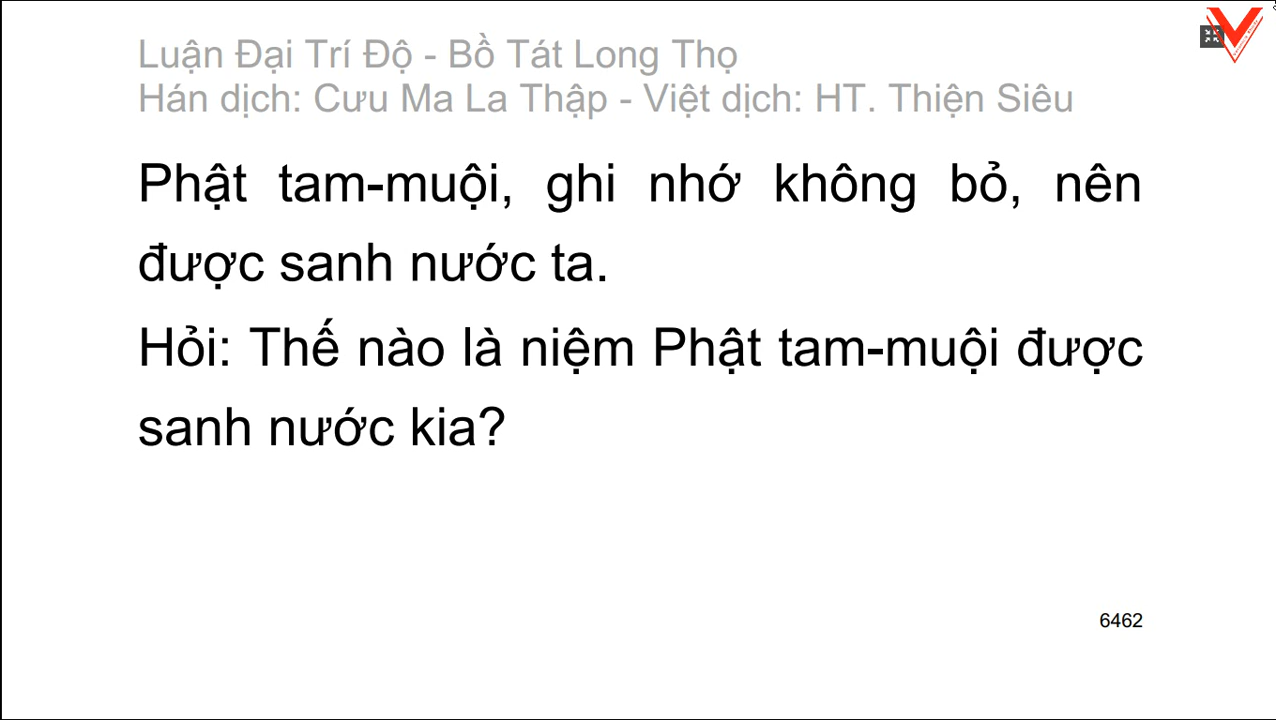 Luận Đại Trí Độ - Bồ Tát Long Thọ
Hán dịch: Cưu Ma La Thập - Việt dịch: HT. Thiện Siêu
Phật tam-muội, ghi nhớ không bỏ, nên
được sanh nước ta.
Hỏi: Thế nào là niệm Phật tam-muội được
sanh nước kia?
6462